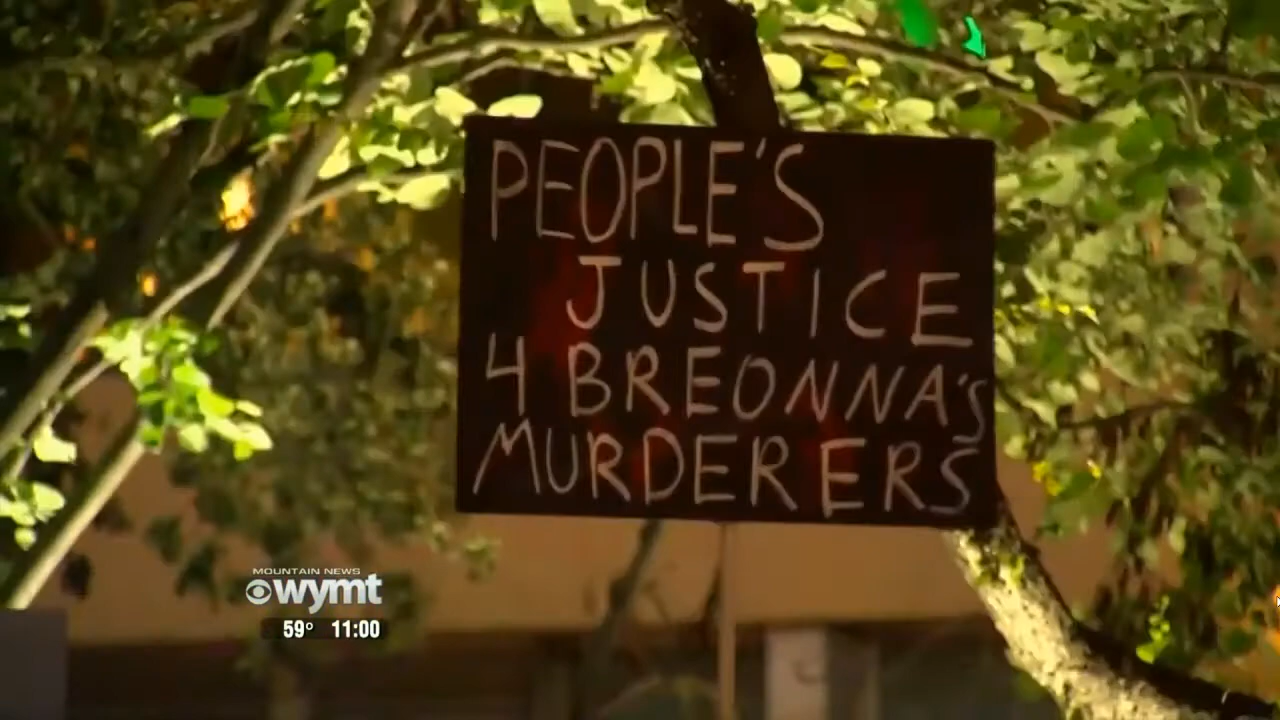 PEOPLE'S
JUSTICE
4 BREONNA'S
MURDERERS
MOUNTAIN NEWS
wymt
59° 11:00